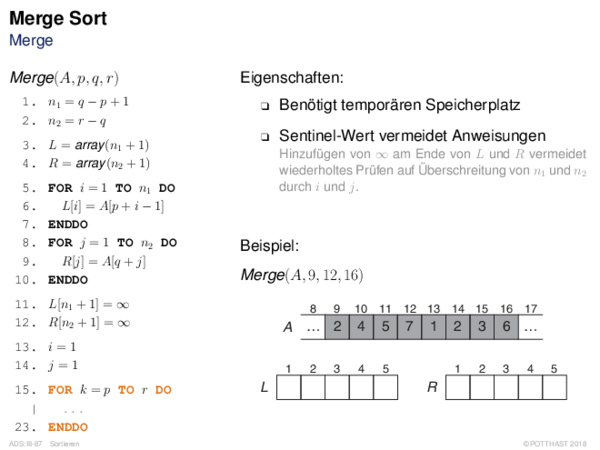 Merge Sort
Merge
Merge(A, p, q, r)
1. n₁ = q − p + 1
2. n₂ = r − q
3. L = array(n₁ + 1)
4. R = array(n₂ + 1)
5. FOR i = 1 TO n₁ DO
6. L[i] = A[p + i − 1]
7. ENDDO
8. FOR j = 1 TO n₂ DO
9. R[j] = A[q + j]
10. ENDDO
11. L[n₁ + 1] = ∞
12. R[n₂ + 1] = ∞
13. i = 1
14. j = 1
15. FOR k = p TO r DO
| ...
23. ENDDO
Eigenschaften:
❑ Benötigt temporären Speicherplatz
❑ Sentinel-Wert vermeidet Anweisungen
Hinzufügen von ∞ am Ende von L und R vermeidet
wiederholtes Prüfen auf Überschreitung von n₁ und n₂
durch i und j.
Beispiel:
Merge(A, 9, 12, 16)
8 9 10 11 12 13 14 15 16 17
A ... 2 4 5 7 1 2 3 6 ...
1 2 3 4 5
L
1 2 3 4 5
R
ADS:III-87 Sortieren
© POTTHAST 2018